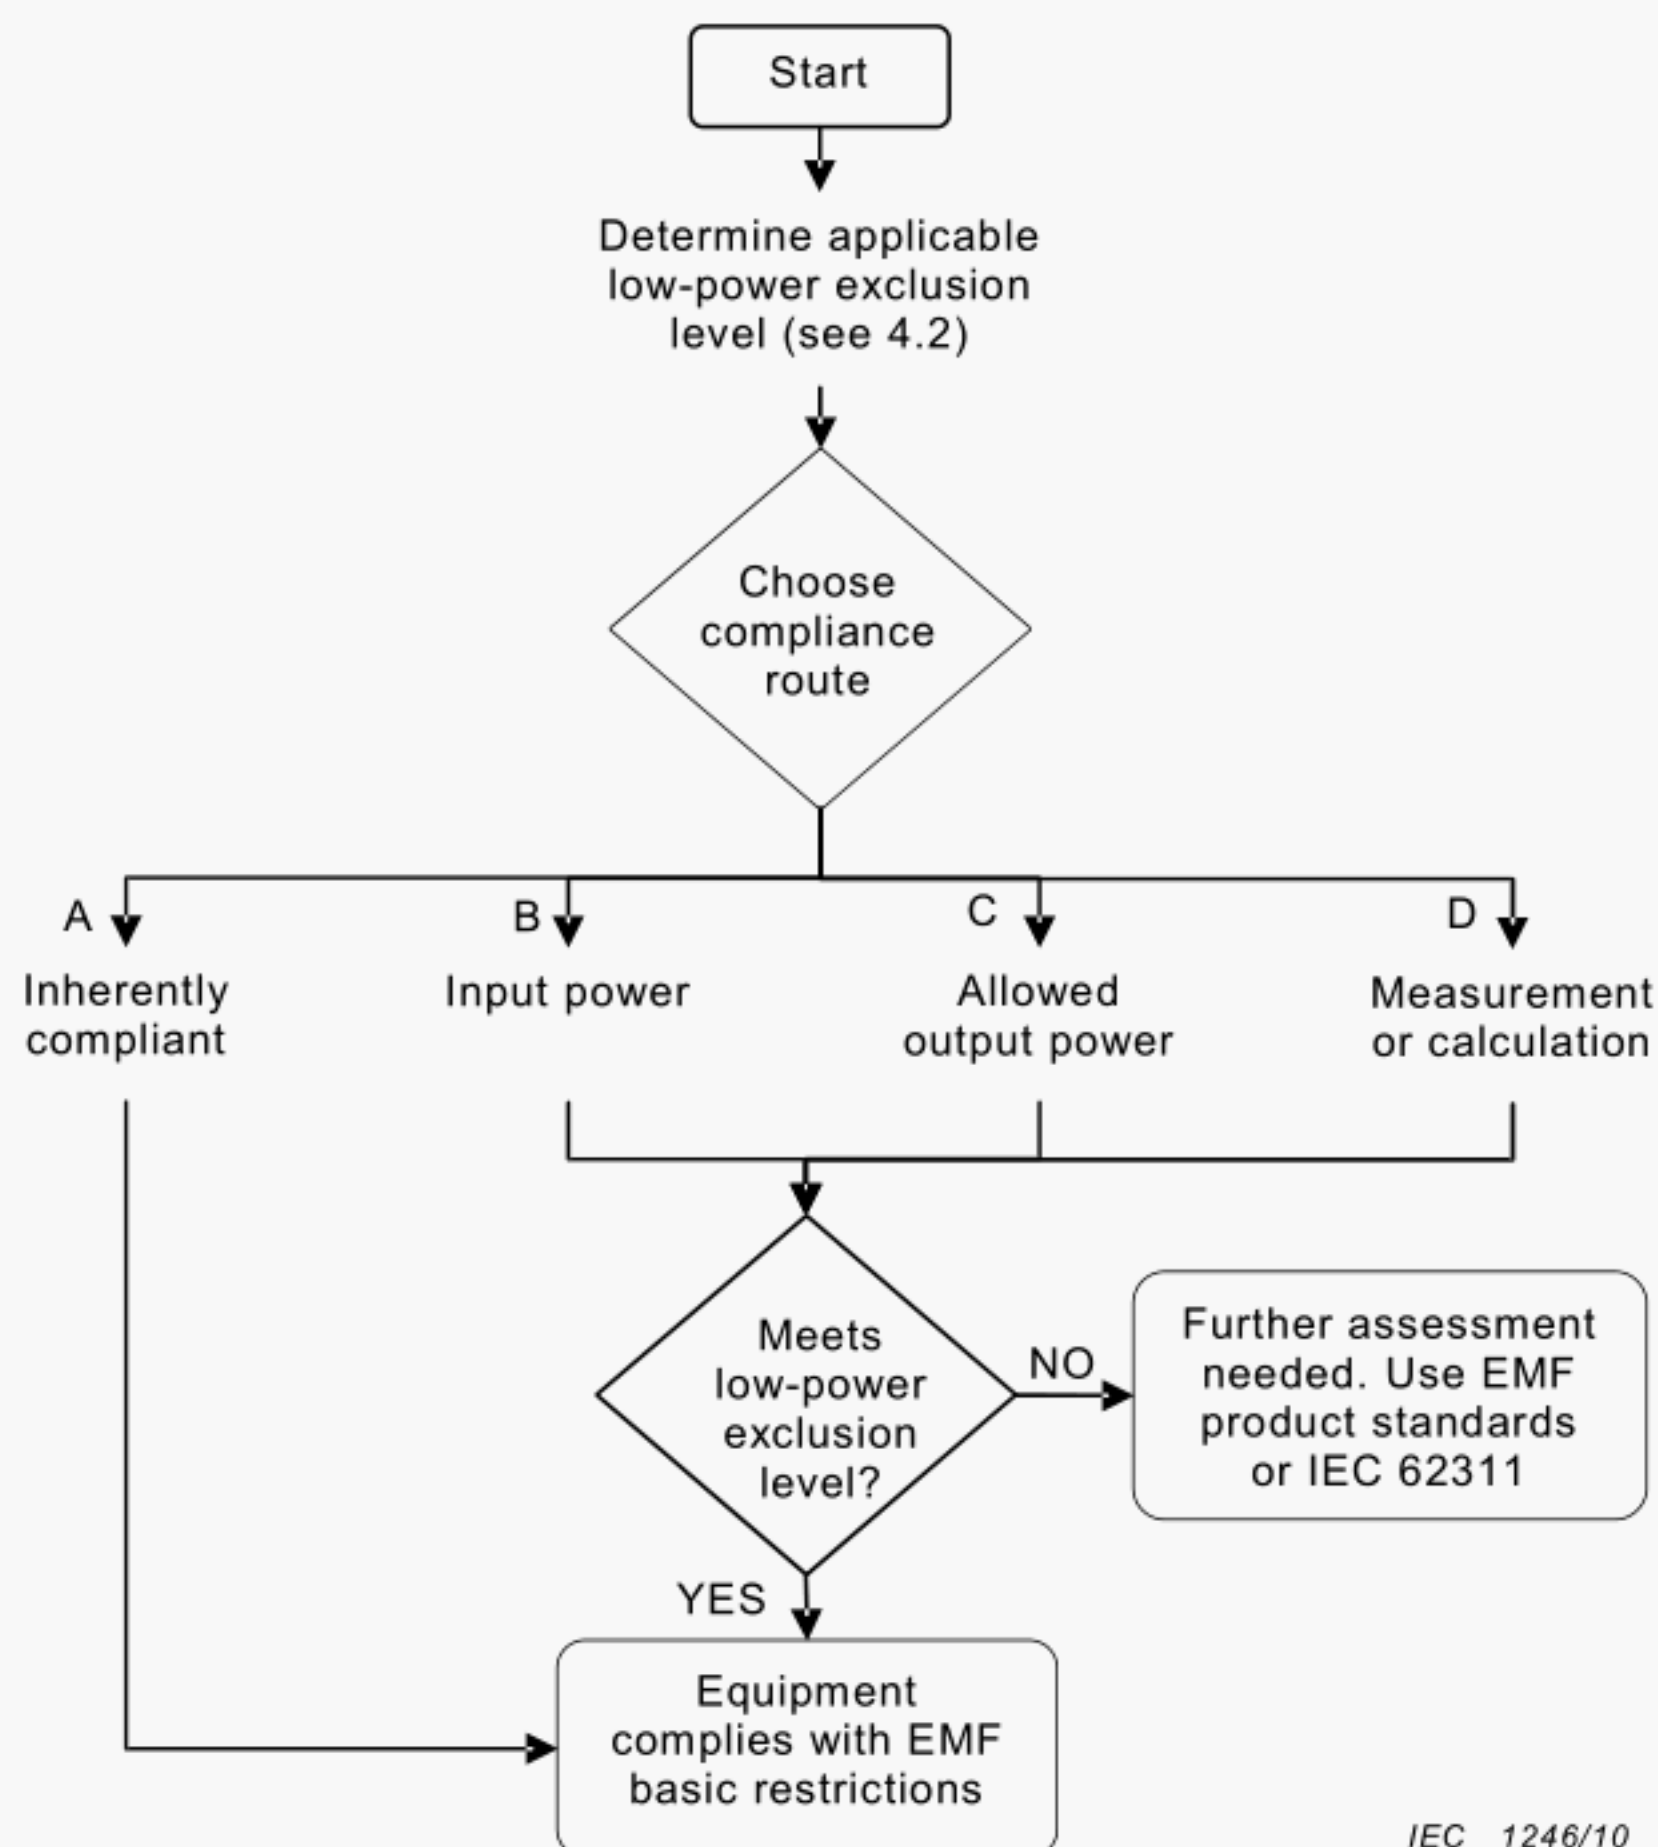 Start
Determine applicable
low-power exclusion
level (see 4.2)
Choose
compliance
route
A
Inherently
compliant
B
Input power
C
Allowed
output power
D
Measurement
or calculation
Meets
low-power
exclusion
level?
NO
Further assessment
needed. Use EMF
product standards
or IEC 62311
YES
Equipment
complies with EMF
basic restrictions
IEC 1246/10